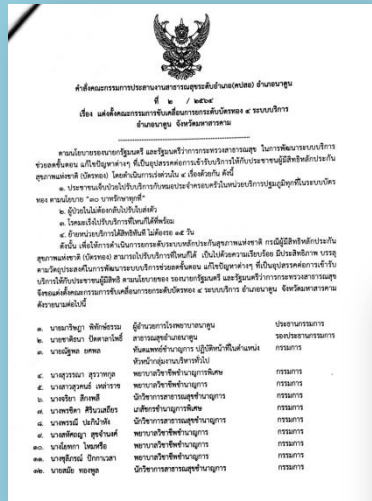 คำสั่งคณะกรรมการประสานงานสาธารณสุขระดับอำเภอ(คปสอ) อำเภอนาดูน
ที่ ๒ / ๒๕๖๔
เรื่อง แต่งตั้งคณะกรรมการขับเคลื่อนการยกระดับบัตรทอง ๔ ระบบบริการ
อำเภอนาดูน จังหวัดมหาสารคาม
ตามนโยบายของนายกรัฐมนตรี และรัฐมนตรีว่าการกระทรวงสาธารณสุข ในการพัฒนาระบบบริการ
ช่วยลดขั้นตอน แก้ไขปัญหาต่างๆ ที่เป็นอุปสรรคต่อการเข้ารับบริการให้กับประชาชนผู้มีสิทธิหลักประกัน
สุขภาพแห่งชาติ (บัตรทอง) โดยดำเนินการเร่งด่วนใน ๔ เรื่องด้วยกัน ดังนี้
๑. ประชาชนเจ็บป่วยไปรับบริการกับหมอประจำครอบครัวในหน่วยบริการปฐมภูมิทุกที่ในระบบบัตร
ทอง ตามนโยบาย "๓๐ บาทรักษาทุกที่"
๒. ผู้ป่วยในไม่ต้องกลับไปรับใบส่งตัว
๓. โรคมะเร็งไปรับบริการที่ไหนก็ได้ที่พร้อม
๔. ย้ายหน่วยบริการได้สิทธิทันที ไม่ต้องรอ ๑๕ วัน
ดังนั้น เพื่อให้การดำเนินการยกระดับระบบหลักประกันสุขภาพแห่งชาติ กรณีผู้มีสิทธิหลักประกัน
สุขภาพแห่งชาติ (บัตรทอง) สามารถไปรับบริการที่ไหนก็ได้ เป็นไปด้วยความเรียบร้อย มีประสิทธิภาพ บรรลุ
ตามวัตถุประสงค์ในการพัฒนาระบบบริการช่วยลดขั้นตอน แก้ไขปัญหาต่างๆ ที่เป็นอุปสรรคต่อการเข้ารับ
บริการให้กับประชาชนผู้มีสิทธิ ตามนโยบายของ รองนายกรัฐมนตรี และรัฐมนตรีว่าการกระทรวงสาธารณสุข
จึงขอแต่งตั้งคณะกรรมการขับเคลื่อนการยกระดับบัตรทอง ๔ ระบบบริการ อำเภอนาดูน จังหวัดมหาสารคาม
ดังรายนามต่อไปนี้
๑. นายมาริษฎา พิทักษ์ธรรม ผู้อำนวยการโรงพยาบาลนาดูน ประธานกรรมการ
๒. นายชาติธนา ปัดตาลาโพธิ์ สาธารณสุขอำเภอนาดูน รองประธานกรรมการ
๓. นายณัฐพล ยศพล ทันตแพทย์ชำนาญการ ปฏิบัติหน้าที่ในตำแหน่ง กรรมการ
หัวหน้ากลุ่มงานบริหารทั่วไป
๔. นางสุวรรณา พยาบาลวิชาชีพชำนาญการพิเศษ กรรมการ
๕. นางสาวสุวคนธ์ เหล่าราช พยาบาลวิชาชีพชำนาญการ กรรมการ
๖. นางจริยา สีกงพลี นักวิชาการสาธารณสุขชำนาญการ กรรมการ
๗. นางพรชิตา ศิรินวเสถียร เภสัชกรชำนาญการพิเศษ กรรมการ
๘. นางพรรณี ปะกินำหัง นักวิชาการสาธารณสุขชำนาญการ กรรมการ
๙. พยาบาลวิชาชีพชำนาญการ กรรมการ
๑๐. นางโยทกา พยาบาลวิชาชีพชำนาญการ กรรมการ
๑๑. นางชุลีภรณ์ ปักกาเวสา พยาบาลวิชาชีพชำนาญการ กรรมการ
๑๒. นายสมัย ทองพูล นักวิชาการสาธารณสุขชำนาญการ กรรมการ